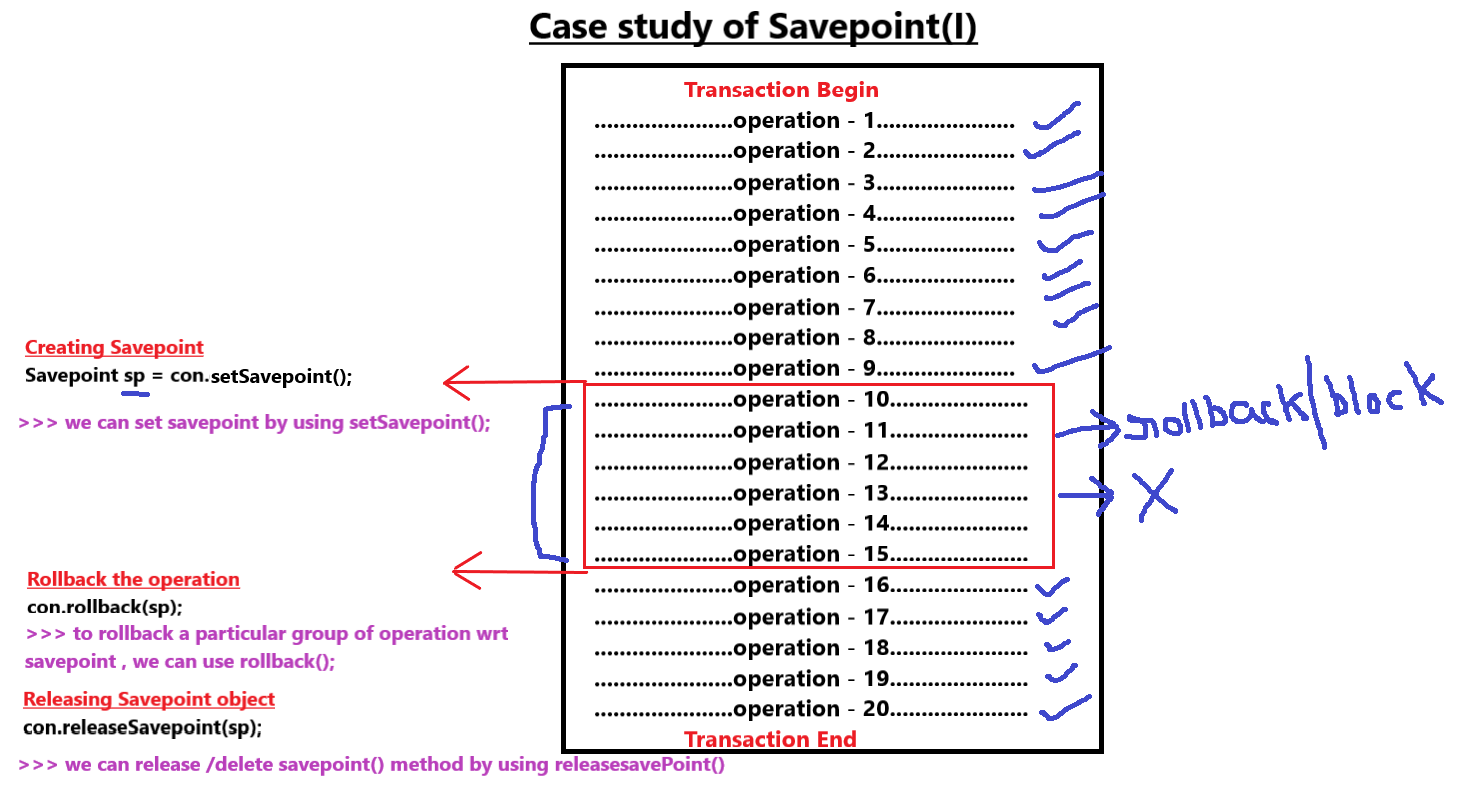 Case study of Savepoint(I)
Transaction Begin
.......................operation - 1......................
.......................operation - 2......................
.......................operation - 3......................
.......................operation - 4......................
.......................operation - 5......................
.......................operation - 6......................
.......................operation - 7......................
.......................operation - 8......................
.......................operation - 9......................
.......................operation - 10......................
.......................operation - 11......................
.......................operation - 12......................
.......................operation - 13......................
.......................operation - 14......................
.......................operation - 15......................
.......................operation - 16......................
.......................operation - 17......................
.......................operation - 18......................
.......................operation - 19......................
.......................operation - 20......................
Transaction End
Creating Savepoint
Savepoint sp = con.setSavepoint();
>>> we can set savepoint by using setSavepoint();
Rollback the operation
con.rollback(sp);
>>> to rollback a particular group of operation wrt
savepoint , we can use rollback();
Releasing Savepoint object
con.releaseSavepoint(sp);
>>> we can release /delete savepoint() method by using releasesavePoint()
rollback/block
X